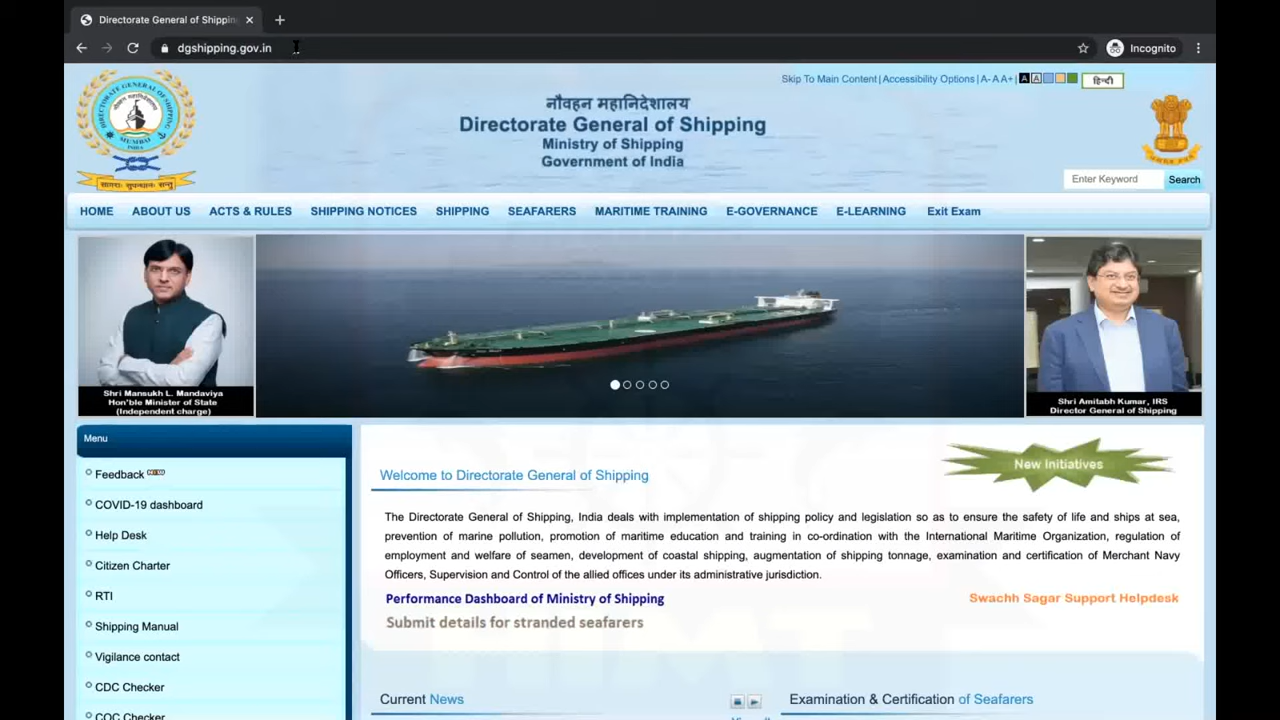 Directorate General of Shipping
dgshipping.gov.in
Incognito
Skip To Main Content | Accessibility Options | A- A A+ | A A
हिन्दी
DIRECTORATE GENERAL OF SHIPPING
MUMBAI
INDIA
नौवहन महानिदेशालय
Directorate General of Shipping
Ministry of Shipping
Government of India
Enter Keyword
Search
HOME ABOUT US ACTS & RULES SHIPPING NOTICES SHIPPING SEAFARERS MARITIME TRAINING E-GOVERNANCE E-LEARNING Exit Exam
Shri Mansukh L. Mandaviya
Hon'ble Minister of State
(Independent charge)
Shri Amitabh Kumar, IRS
Director General of Shipping
Menu
Feedback
COVID-19 dashboard
Help Desk
Citizen Charter
RTI
Shipping Manual
Vigilance contact
CDC Checker
COC Checker
New Initiatives
Welcome to Directorate General of Shipping
The Directorate General of Shipping, India deals with implementation of shipping policy and legislation so as to ensure the safety of life and ships at sea,
prevention of marine pollution, promotion of maritime education and training in co-ordination with the International Maritime Organization, regulation of
employment and welfare of seamen, development of coastal shipping, augmentation of shipping tonnage, examination and certification of Merchant Navy
Officers, Supervision and Control of the allied offices under its administrative jurisdiction.
Performance Dashboard of Ministry of Shipping
Swachh Sagar Support Helpdesk
Submit details for stranded seafarers
Current News
Examination & Certification of Seafarers